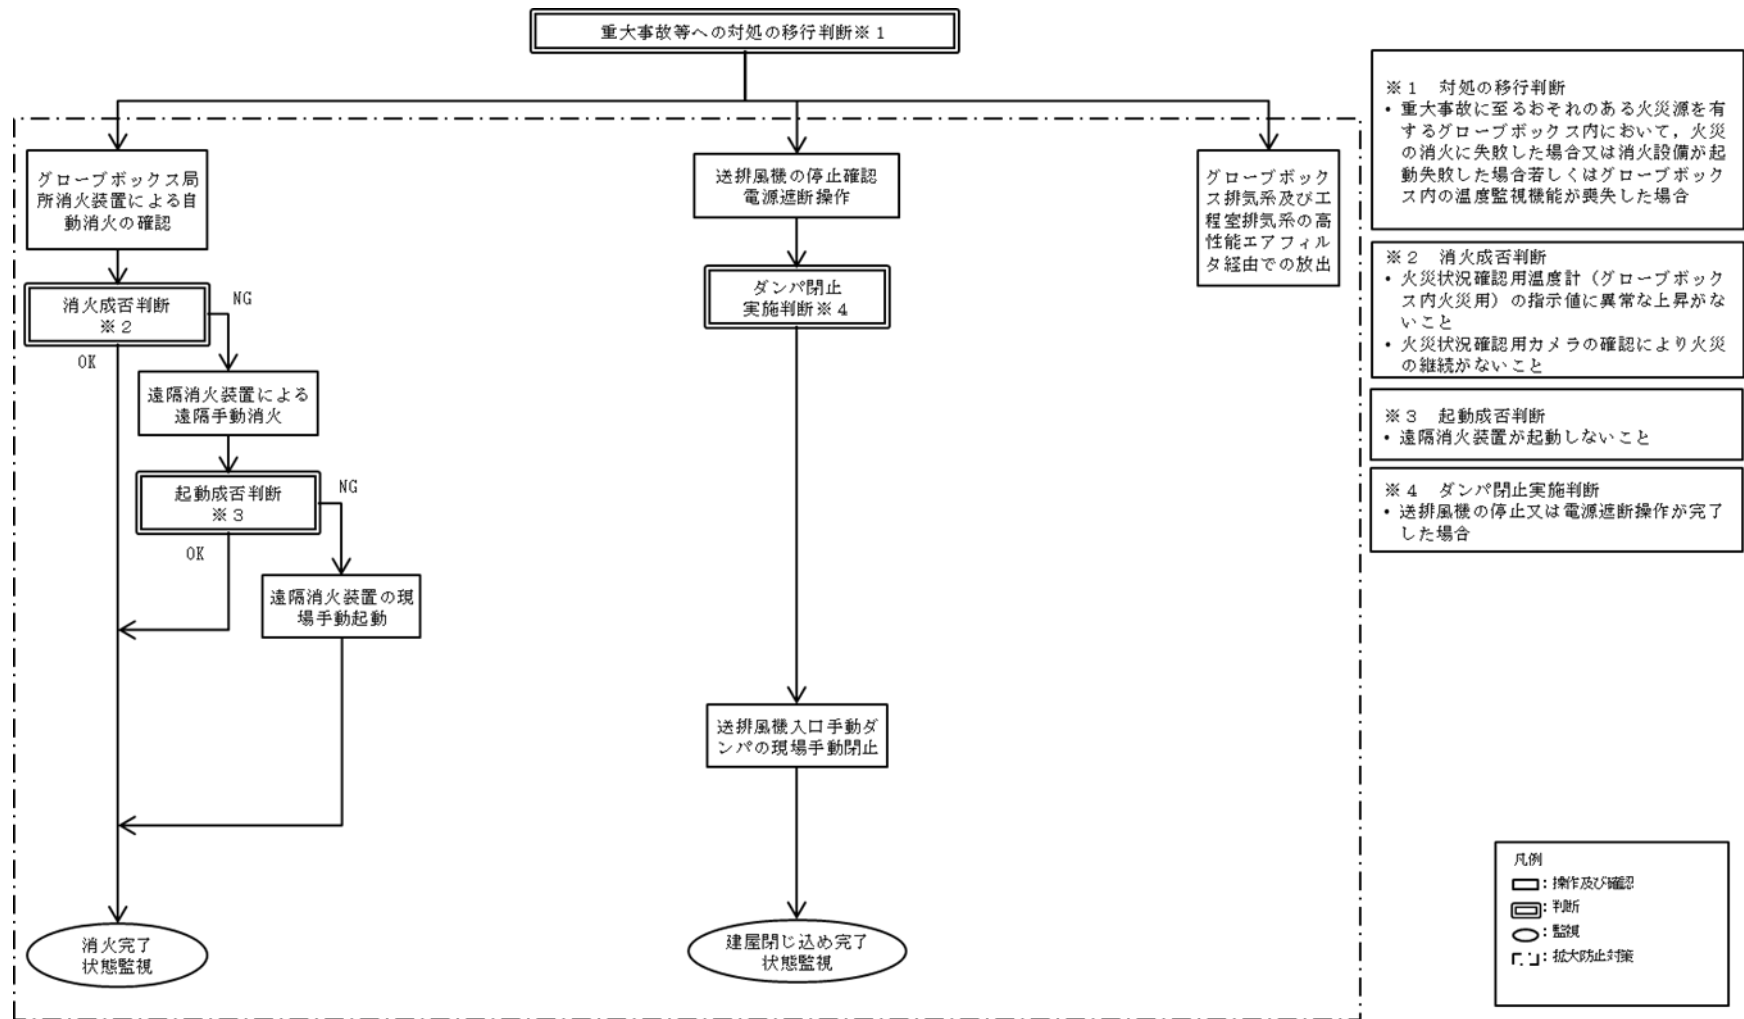 重大事故等への対処の移行判断※１
グローブボックス局
所消火装置による自
動消火の確認
消火成否判断
※２
NG
OK
遠隔消火装置による
遠隔手動消火
起動成否判断
※３
NG
OK
遠隔消火装置の現
場手動起動
消火完了
状態監視
送排風機の停止確認
電源遮断操作
ダンパ閉止
実施判断※４
送排風機入口手動ダ
ンパの現場手動閉止
建屋閉じ込め完了
状態監視
グローブボック
ス排気系及び工
程室排気系の高
性能エアフィル
タ経由での放出
※１　対処の移行判断
・重大事故に至るおそれのある火災源を有
するグローブボックス内において，火災
の消火に失敗した場合又は消火設備が起
動失敗した場合若しくはグローブボック
ス内の温度監視機能が喪失した場合
※２　消火成否判断
・火災状況確認用温度計（グローブボック
ス内火災用）の指示値に異常な上昇がな
いこと
・火災状況確認用カメラの確認により火災
の継続がないこと
※３　起動成否判断
・遠隔消火装置が起動しないこと
※４　ダンパ閉止実施判断
・送排風機の停止又は電源遮断操作が完了
した場合
凡例
：操作及び確認
：判断
：監視
：拡大防止対策